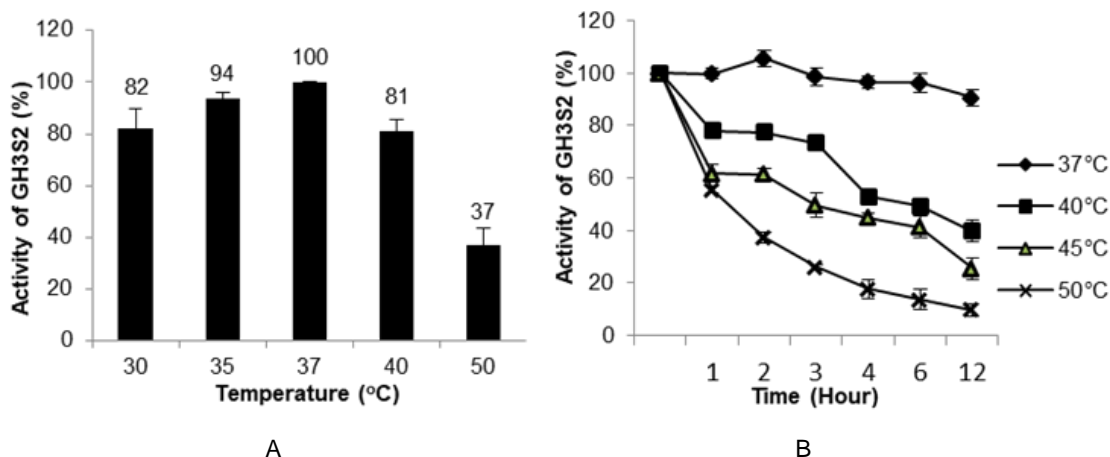 Activity of GH3S2 (%)
120
100
80
60
40
20
0
82
94
100
81
37
30 35 37 40 50
Temperature (°C)
A
Activity of GH3S2 (%)
120
100
80
60
40
20
0
1 2 3 4 6 12
Time (Hour)
37°C
40°C
45°C
50°C
B